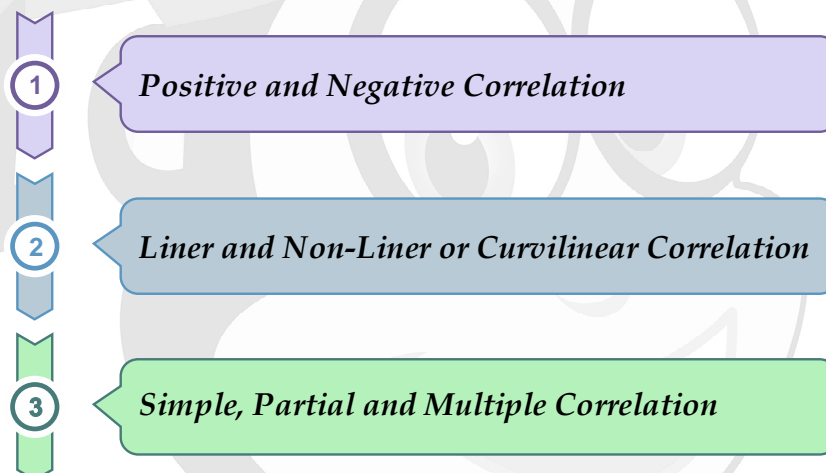 1
Positive and Negative Correlation
2
Liner and Non-Liner or Curvilinear Correlation
3
Simple, Partial and Multiple Correlation